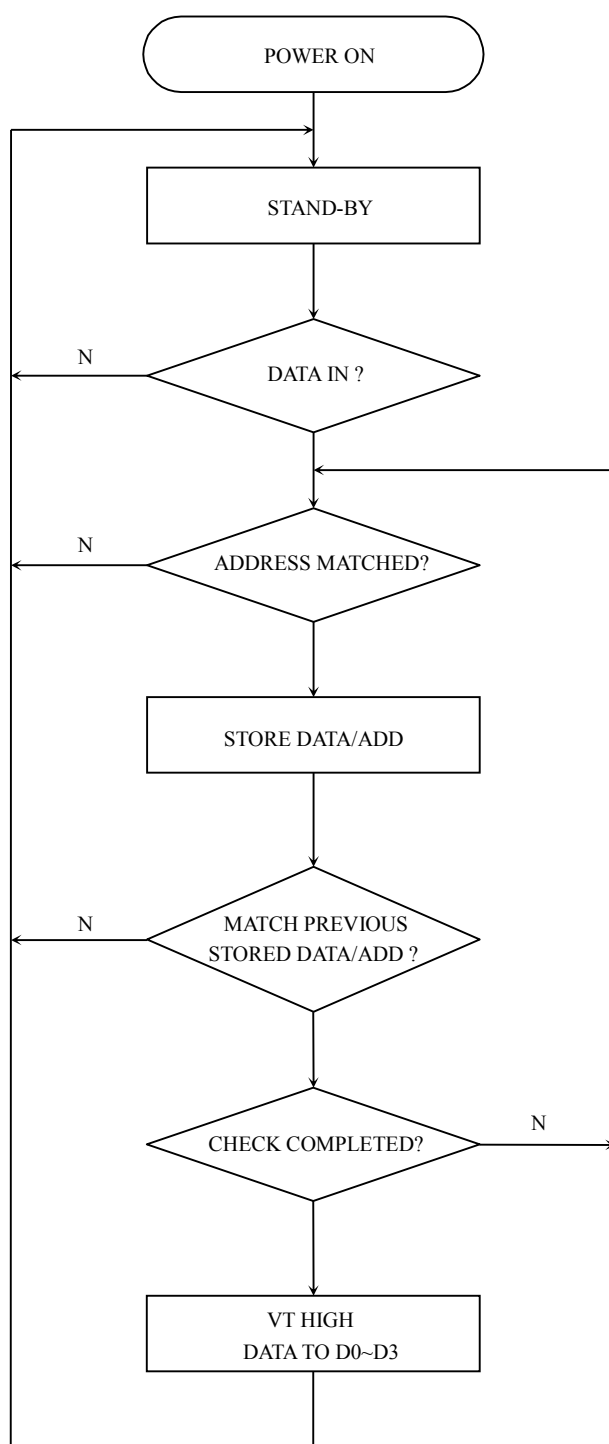 POWER ON
STAND-BY
N
DATA IN ?
N
ADDRESS MATCHED?
STORE DATA/ADD
N
MATCH PREVIOUS
STORED DATA/ADD ?
N
CHECK COMPLETED?
VT HIGH
DATA TO D0~D3